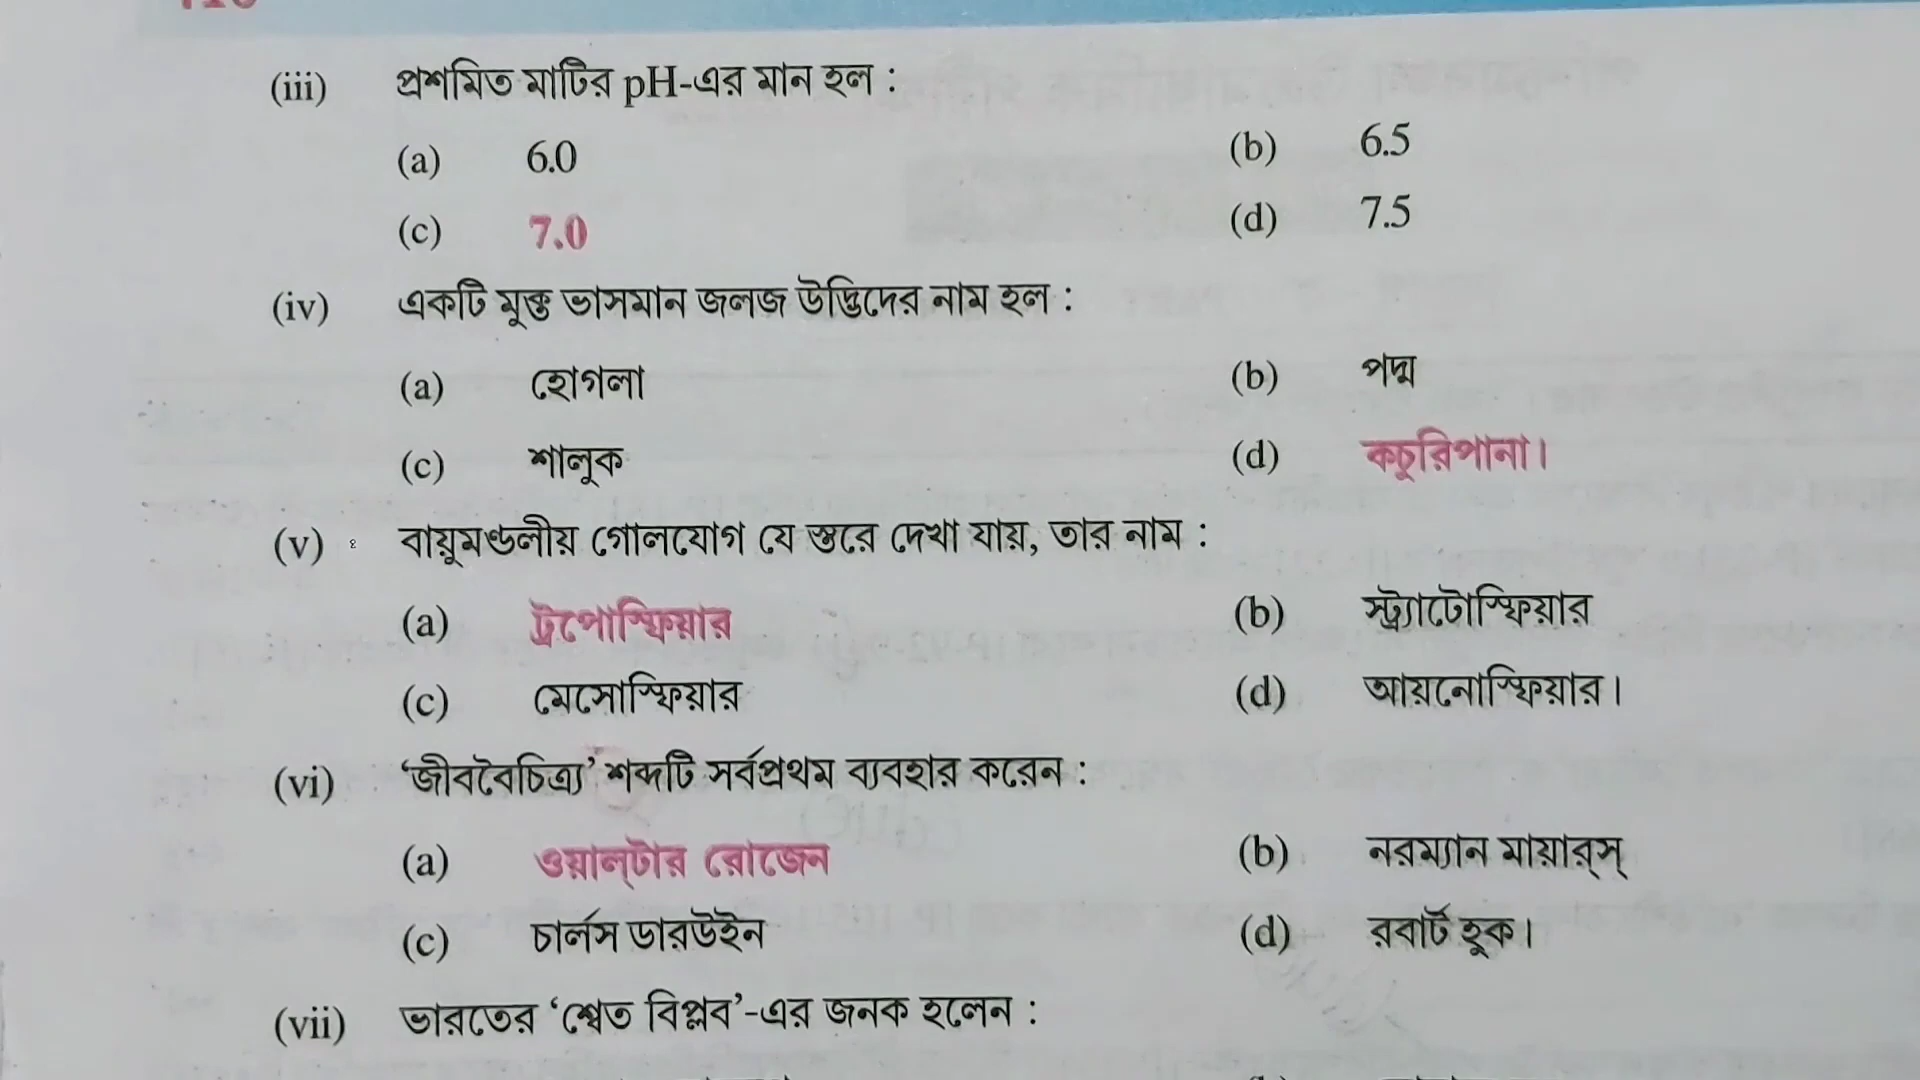 (iii) প্রশমিত মাটির pH-এর মান হল :
(a) 6.0 (b) 6.5
(c) 7.0 (d) 7.5
(iv) একটি মুক্ত ভাসমান জলজ উদ্ভিদের নাম হল :
(a) হোগলা (b) পদ্ম
(c) শালুক (d) কচুরিপানা।
(v) বায়ুমণ্ডলীয় গোলযোগ যে স্তরে দেখা যায়, তার নাম :
(a) ট্রপোস্ফিয়ার (b) স্ট্র্যাটোস্ফিয়ার
(c) মেসোস্ফিয়ার (d) আয়নোস্ফিয়ার।
(vi) ‘জীববৈচিত্র্য’ শব্দটি সর্বপ্রথম ব্যবহার করেন :
(a) ওয়াল্‌টার রোজেন (b) নরম্যান মায়ার্‌স্
(c) চার্লস ডারউইন (d) রবার্ট হুক।
(vii) ভারতের ‘শ্বেত বিপ্লব’-এর জনক হলেন :